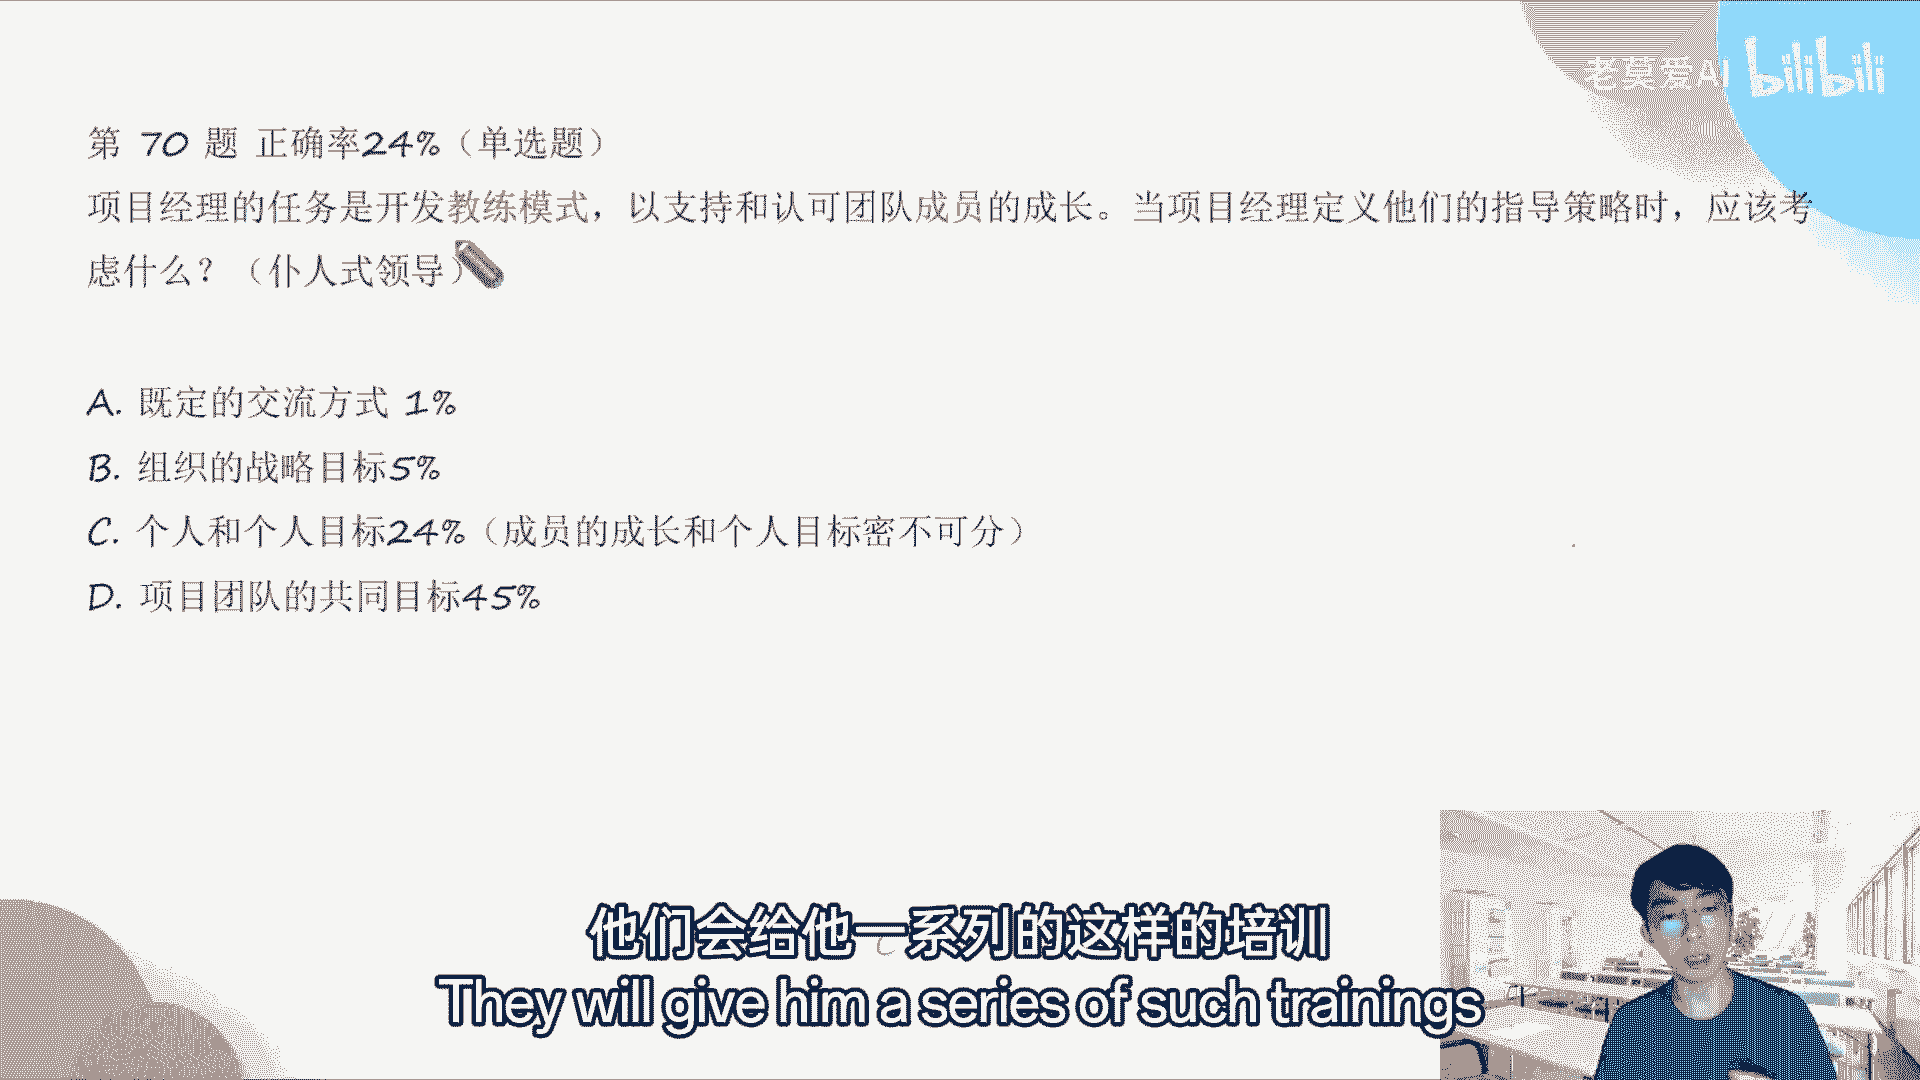 老莫爱AI bilibili
第 70 题 正确率24%（单选题）
项目经理的任务是开发教练模式，以支持和认可团队成员的成长。当项目经理定义他们的指导策略时，应该考
虑什么？（仆人式领导）
A. 既定的交流方式 1%
B. 组织的战略目标5%
C. 个人和个人目标24%（成员的成长和个人目标密不可分）
D. 项目团队的共同目标45%
他们会给他一系列的这样的培训
They will give him a series of such trainings